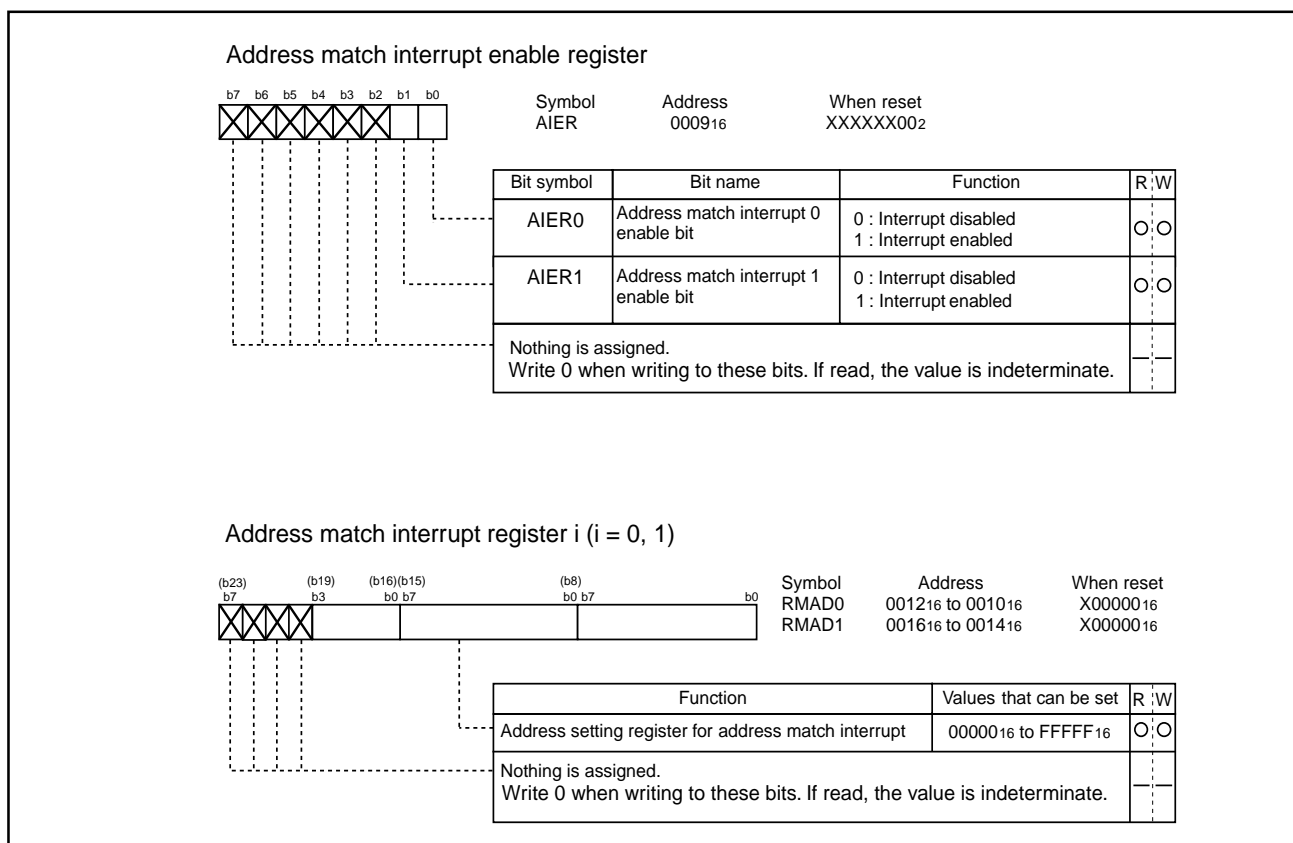 Address match interrupt enable register
b7 b6 b5 b4 b3 b2 b1 b0
Symbol Address When reset
AIER 000916 XXXXXX002
Bit symbol Bit name Function R W
AIER0 Address match interrupt 0 enable bit 0 : Interrupt disabled
1 : Interrupt enabled
AIER1 Address match interrupt 1 enable bit 0 : Interrupt disabled
1 : Interrupt enabled
Nothing is assigned.
Write 0 when writing to these bits. If read, the value is indeterminate.
Address match interrupt register i (i = 0, 1)
(b23) (b19) (b16)(b15) (b8)
b7 b3 b0 b7 b0 b7 b0
Symbol Address When reset
RMAD0 001216 to 001016 X0000016
RMAD1 001616 to 001416 X0000016
Function Values that can be set R W
Address setting register for address match interrupt 0000016 to FFFFF16
Nothing is assigned.
Write 0 when writing to these bits. If read, the value is indeterminate.